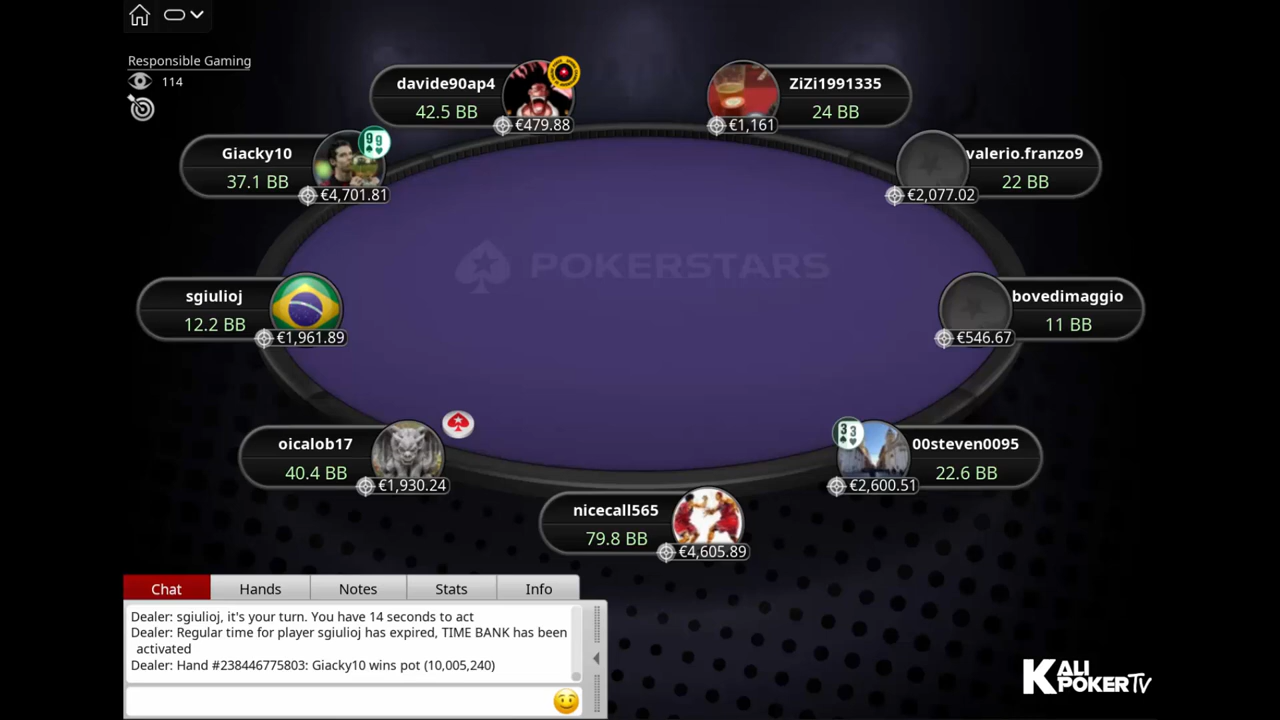 Responsible Gaming
114
davide90ap4
42.5 BB
€479.88
ZiZi1991335
24 BB
€1,161
Giacky10
37.1 BB
€4,701.81
9 9
valerio.franzo9
22 BB
€2,077.02
POKERSTARS
sgiulioj
12.2 BB
€1,961.89
bovedimaggio
11 BB
€546.67
oicalob17
40.4 BB
€1,930.24
3 3
00steven0095
22.6 BB
€2,600.51
nicecall565
79.8 BB
€4,605.89
Chat
Hands
Notes
Stats
Info
Dealer: sgiulioj, it's your turn. You have 14 seconds to act
Dealer: Regular time for player sgiulioj has expired, TIME BANK has been
activated
Dealer: Hand #238446775803: Giacky10 wins pot (10,005,240)
KALI
POKERTV